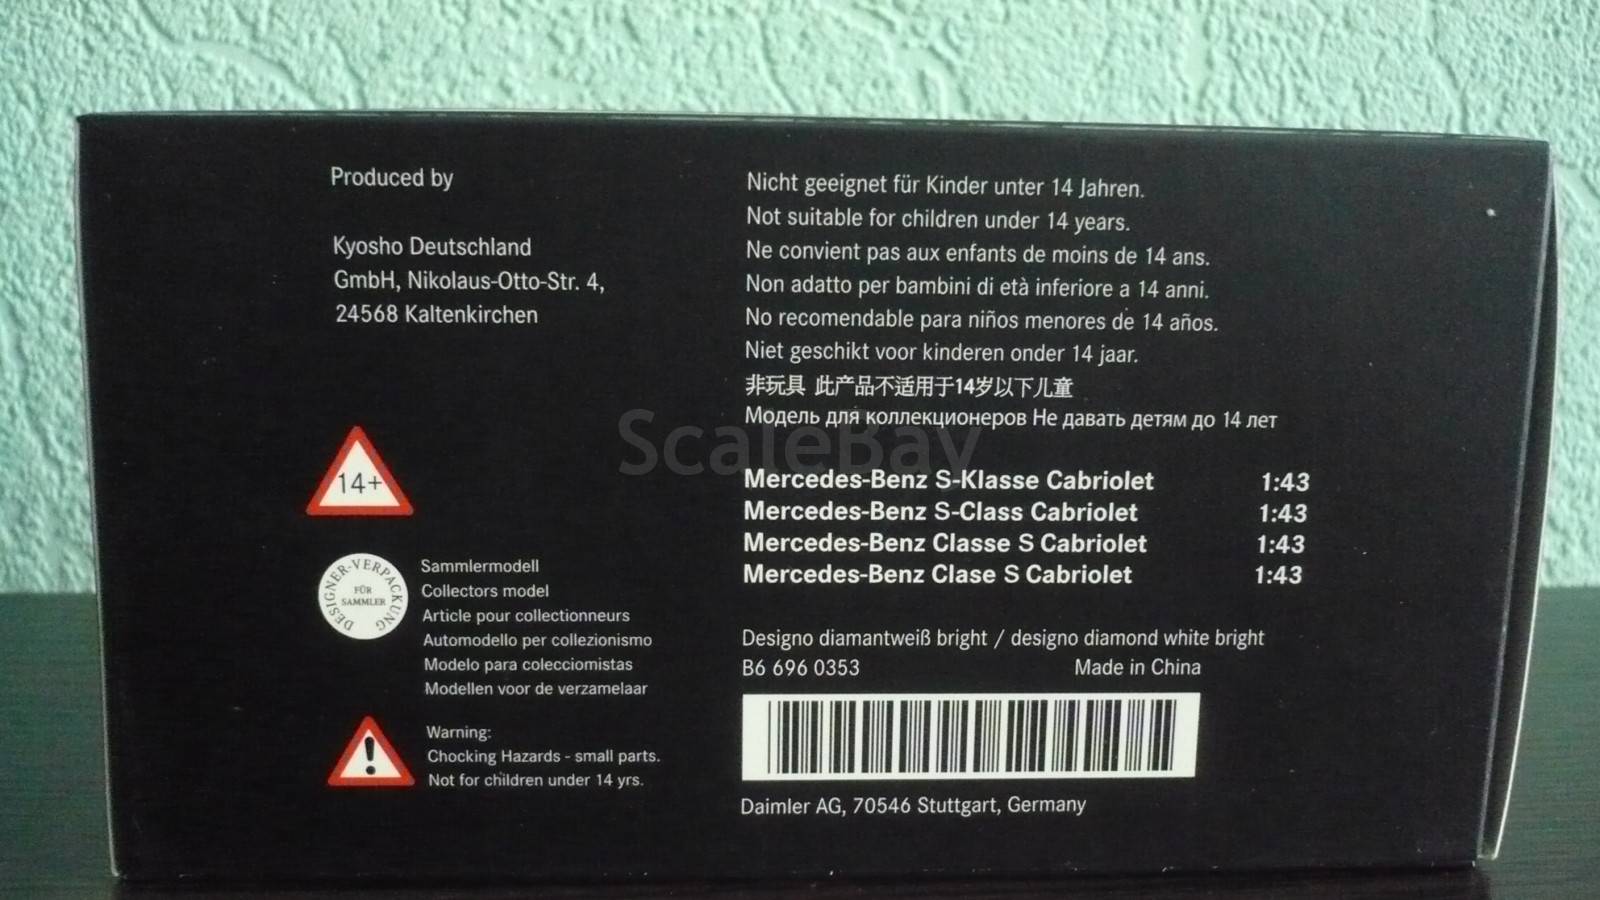 Produced by
Kyosho Deutschland
GmbH, Nikolaus-Otto-Str. 4,
24568 Kaltenkirchen
14+
DESIGNER-VERPACKUNG
FÜR
SAMMLER
Sammlermodell
Collectors model
Article pour collectionneurs
Automodello per collezionismo
Modelo para colecciomistas
Modellen voor de verzamelaar
!
Warning:
Chocking Hazards - small parts.
Not for children under 14 yrs.
Nicht geeignet für Kinder unter 14 Jahren.
Not suitable for children under 14 years.
Ne convient pas aux enfants de moins de 14 ans.
Non adatto per bambini di età inferiore a 14 anni.
No recomendable para niños menores de 14 años.
Niet geschikt voor kinderen onder 14 jaar.
非玩具 此产品不适用于14岁以下儿童
Модель для коллекционеров Не давать детям до 14 лет
ScaleBay
Mercedes-Benz S-Klasse Cabriolet 1:43
Mercedes-Benz S-Class Cabriolet 1:43
Mercedes-Benz Classe S Cabriolet 1:43
Mercedes-Benz Clase S Cabriolet 1:43
Designo diamantweiß bright / designo diamond white bright
B6 696 0353 Made in China
Daimler AG, 70546 Stuttgart, Germany